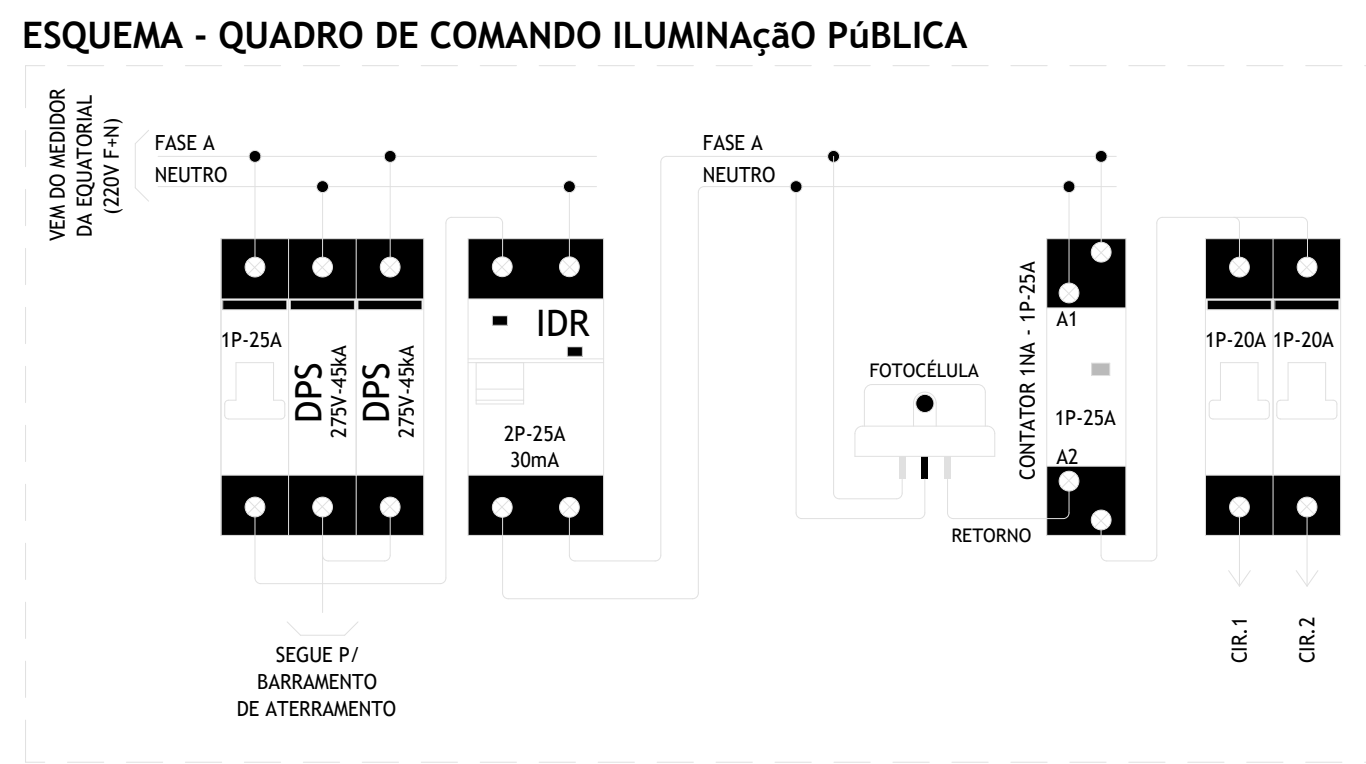 ESQUEMA - QUADRO DE COMANDO ILUMINAçãO PúBLICA
VEM DO MEDIDOR
DA EQUATORIAL
(220V F+N)
FASE A
NEUTRO
1P-25A
DPS
275V-45kA
DPS
275V-45kA
SEGUE P/
BARRAMENTO
DE ATERRAMENTO
IDR
2P-25A
30mA
FASE A
NEUTRO
FOTOCÉLULA
RETORNO
CONTATOR 1NA - 1P-25A
A1
1P-25A
A2
1P-20A
1P-20A
CIR.1
CIR.2